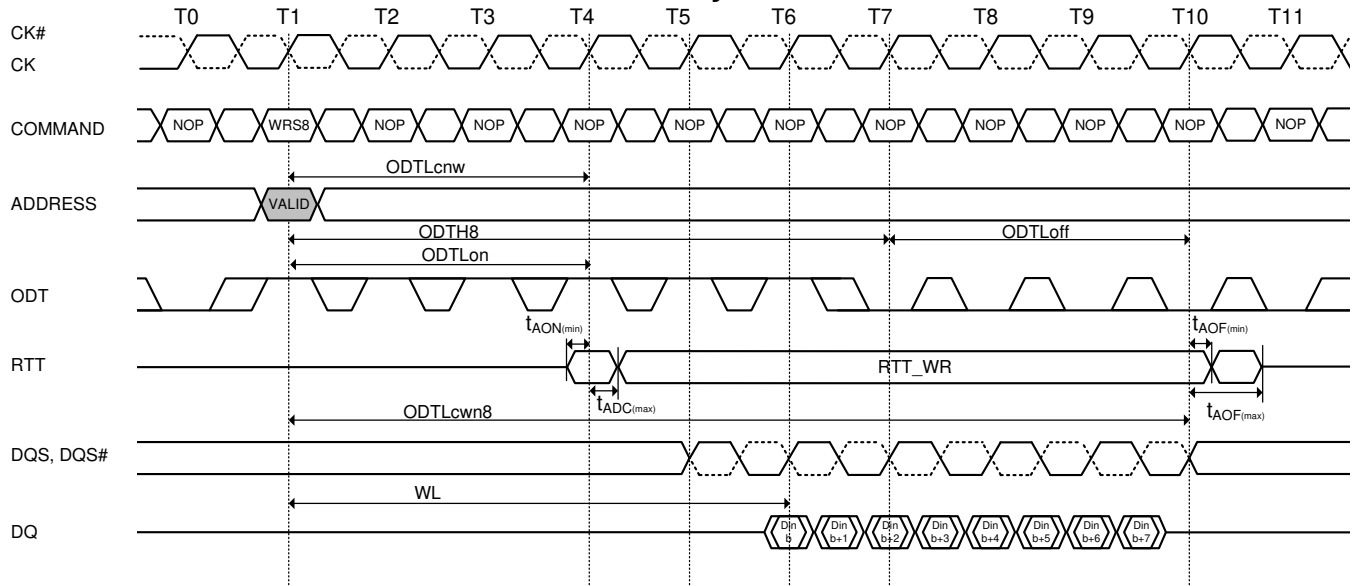 T0 T1 T2 T3 T4 T5 T6 T7 T8 T9 T10 T11
CK#
CK
COMMAND NOP WRS8 NOP NOP NOP NOP NOP NOP NOP NOP NOP NOP
ODTLcnw
ADDRESS VALID
ODTH8 ODTLoff
ODTLon
ODT
tAON(min) tAOF(min)
RTT RTT_WR
tADC(max) tAOF(max)
ODTLcwn8
DQS, DQS#
WL
DQ Din b Din b+1 Din b+2 Din b+3 Din b+4 Din b+5 Din b+6 Din b+7